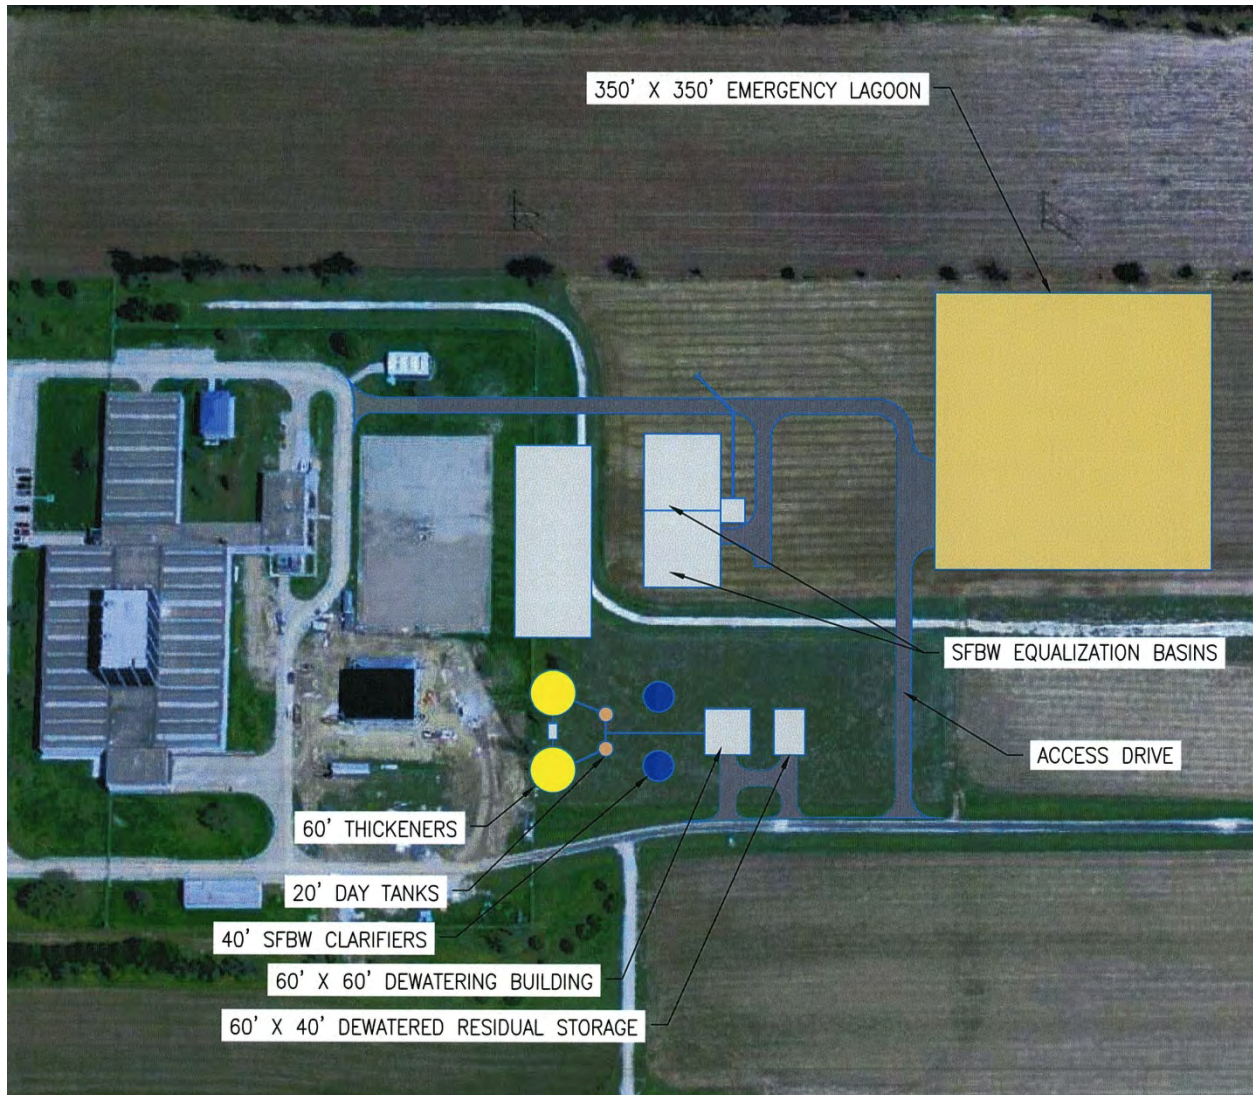 350' X 350' EMERGENCY LAGOON
SFBW EQUALIZATION BASINS
ACCESS DRIVE
60' THICKENERS
20' DAY TANKS
40' SFBW CLARIFIERS
60' X 60' DEWATERING BUILDING
60' X 40' DEWATERED RESIDUAL STORAGE